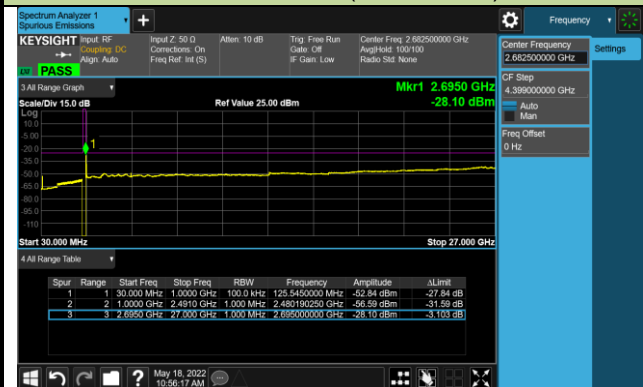 Spectrum Analyzer 1
Spurious Emissions
Frequency
KEYSIGHT
Input: RF
Coupling: DC
Align: Auto
Input Z: 50 Ω
Corrections: On
Freq Ref: Int (S)
Atten: 10 dB
Trig: Free Run
Gate: Off
IF Gain: Low
Center Freq: 2.682500000 GHz
Avg|Hold: 100/100
Radio Std: None
PASS
Center Frequency
2.682500000 GHz
Settings
CF Step
4.399000000 GHz
Auto
Man
Freq Offset
0 Hz
3 All Range Graph
Mkr1 2.6950 GHz
-28.10 dBm
Scale/Div 15.0 dB
Ref Value 25.00 dBm
Log
10.0
-5.00
-20.0
-35.0
-50.0
-65.0
-80.0
-95.0
-110
1
Start 30.000 MHz
Stop 27.000 GHz
4 All Range Table
Spur Range Start Freq Stop Freq RBW Frequency Amplitude ΔLimit
1 1 30.000 MHz 1.0000 GHz 100.0 kHz 125.5450000 MHz -52.84 dBm -27.84 dB
2 2 1.0000 GHz 2.4910 GHz 1.000 MHz 2.480190250 GHz -56.59 dBm -31.59 dB
3 3 2.6950 GHz 27.000 GHz 1.000 MHz 2.695000000 GHz -28.10 dBm -3.103 dB
?
May 18, 2022
10:56:17 AM